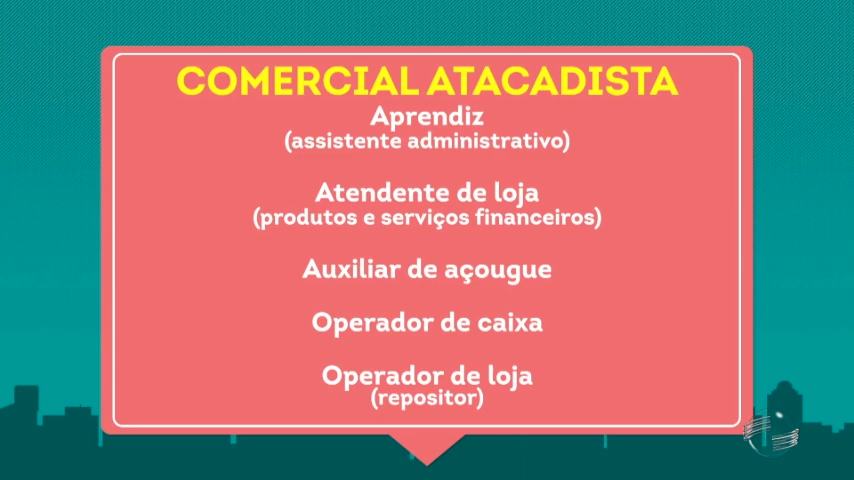 COMERCIAL ATACADISTA
Aprendiz
(assistente administrativo)
Atendente de loja
(produtos e serviços financeiros)
Auxiliar de açougue
Operador de caixa
Operador de loja
(repositor)